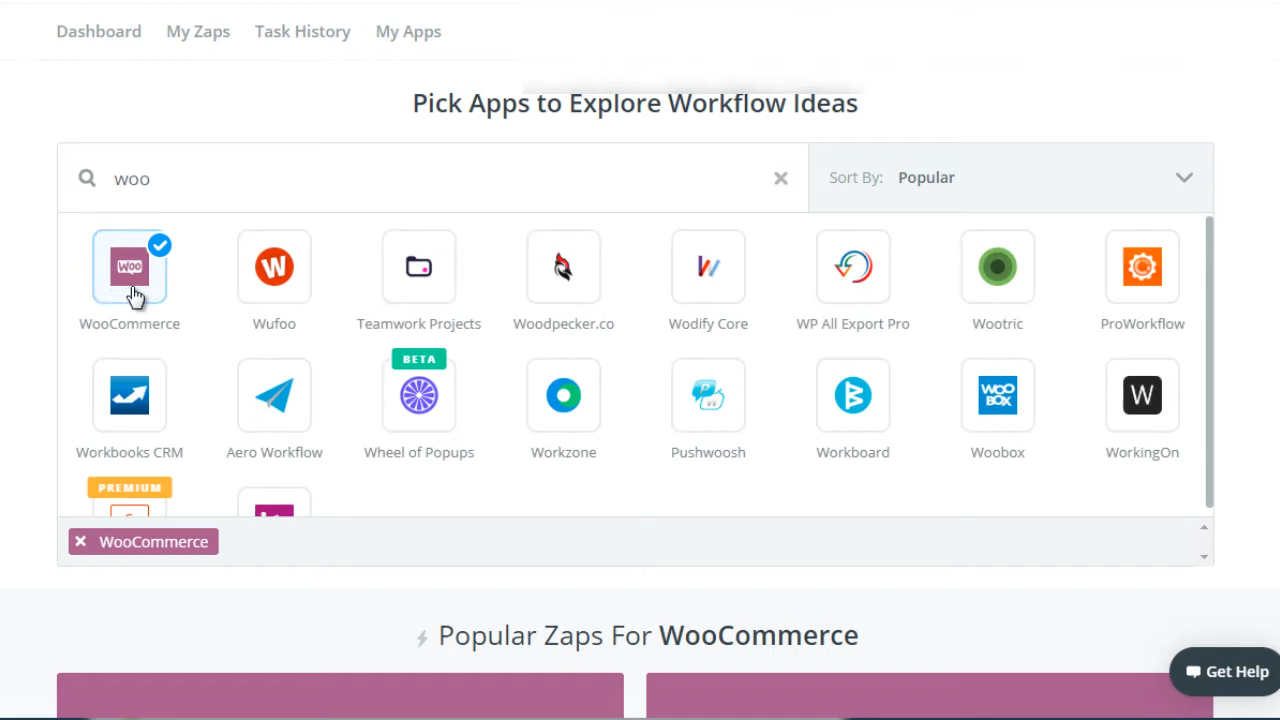 Dashboard My Zaps Task History My Apps
Pick Apps to Explore Workflow Ideas
woo
Sort By: Popular
WOO
W
W
WOO BOX
W
WooCommerce Wufoo Teamwork Projects Woodpecker.co Wodify Core WP All Export Pro Wootric ProWorkflow
BETA
Workbooks CRM Aero Workflow Wheel of Popups Workzone Pushwoosh Workboard Woobox WorkingOn
PREMIUM
WooCommerce
Popular Zaps For WooCommerce
Get Help